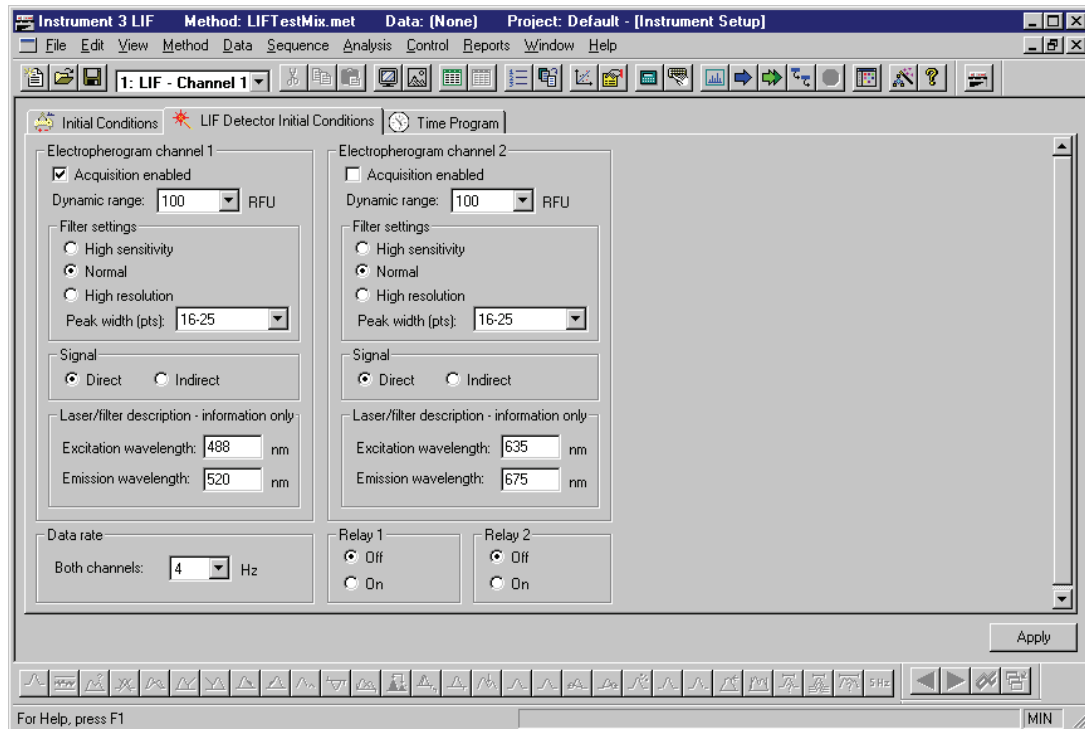 Instrument 3 LIF Method: LIFTestMix.met Data: (None) Project: Default - [Instrument Setup]
File Edit View Method Data Sequence Analysis Control Reports Window Help
1: LIF - Channel 1
Initial Conditions LIF Detector Initial Conditions Time Program
Electropherogram channel 1
Acquisition enabled
Dynamic range: 100 RFU
Filter settings
High sensitivity
Normal
High resolution
Peak width (pts): 16-25
Signal
Direct Indirect
Laser/filter description - information only
Excitation wavelength: 488 nm
Emission wavelength: 520 nm
Electropherogram channel 2
Acquisition enabled
Dynamic range: 100 RFU
Filter settings
High sensitivity
Normal
High resolution
Peak width (pts): 16-25
Signal
Direct Indirect
Laser/filter description - information only
Excitation wavelength: 635 nm
Emission wavelength: 675 nm
Data rate
Both channels: 4 Hz
Relay 1
Off
On
Relay 2
Off
On
Apply
5 Hz
For Help, press F1
MIN